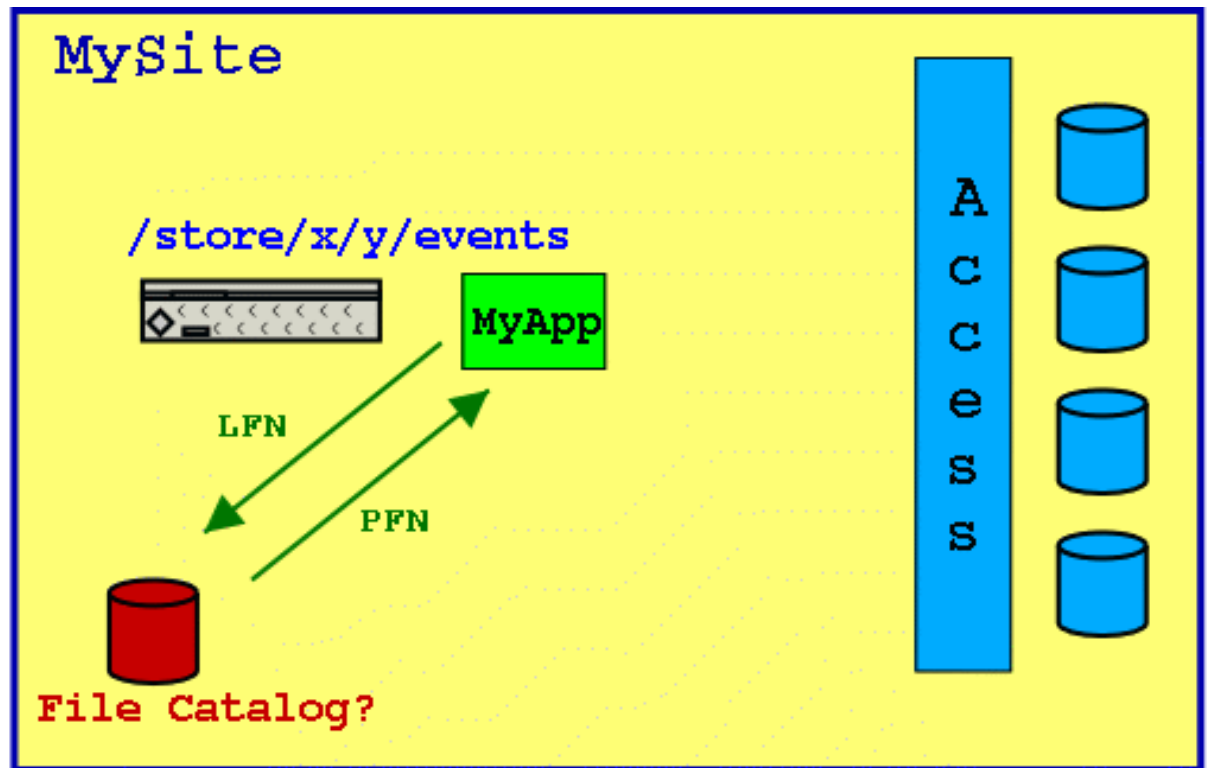 MySite
/store/x/y/events
MyApp
LFN
PFN
File Catalog?
Access